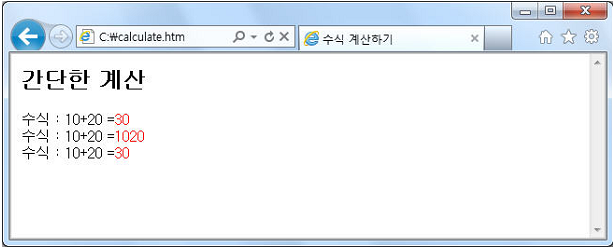 C:₩calculate.htm
수식 계산하기
간단한 계산
수식 : 10+20 =30
수식 : 10+20 =1020
수식 : 10+20 =30